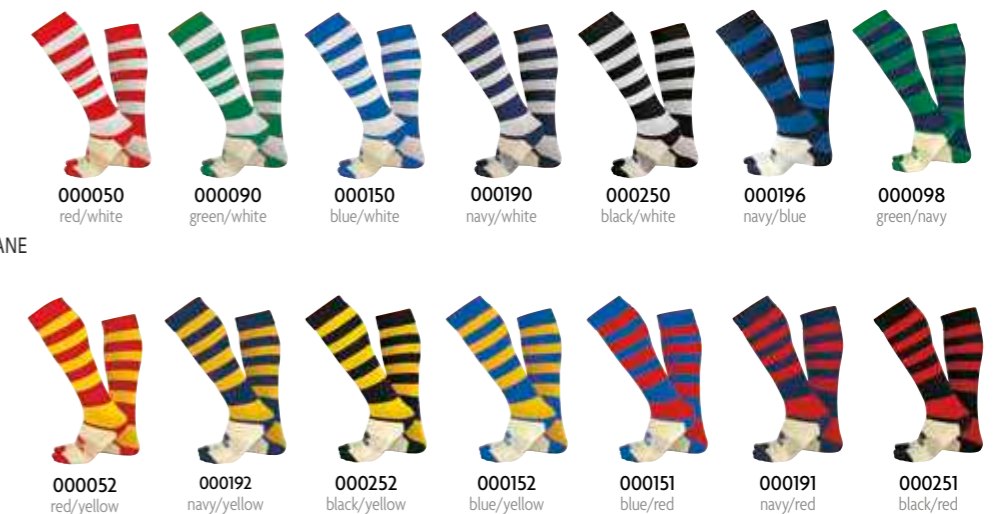 000050 000090 000150 000190 000250 000196 000098
red/white green/white blue/white navy/white black/white navy/blue green/navy
ANE
000052 000192 000252 000152 000151 000191 000251
red/yellow navy/yellow black/yellow blue/yellow blue/red navy/red black/red